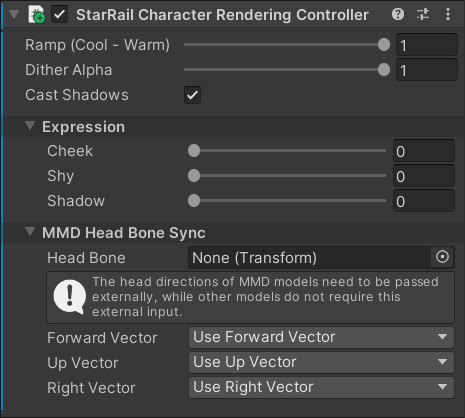 StarRail Character Rendering Controller
Ramp (Cool - Warm) 1
Dither Alpha 1
Cast Shadows
Expression
Cheek 0
Shy 0
Shadow 0
MMD Head Bone Sync
Head Bone None (Transform)
The head directions of MMD models need to be passed
externally, while other models do not require this
external input.
Forward Vector Use Forward Vector
Up Vector Use Up Vector
Right Vector Use Right Vector